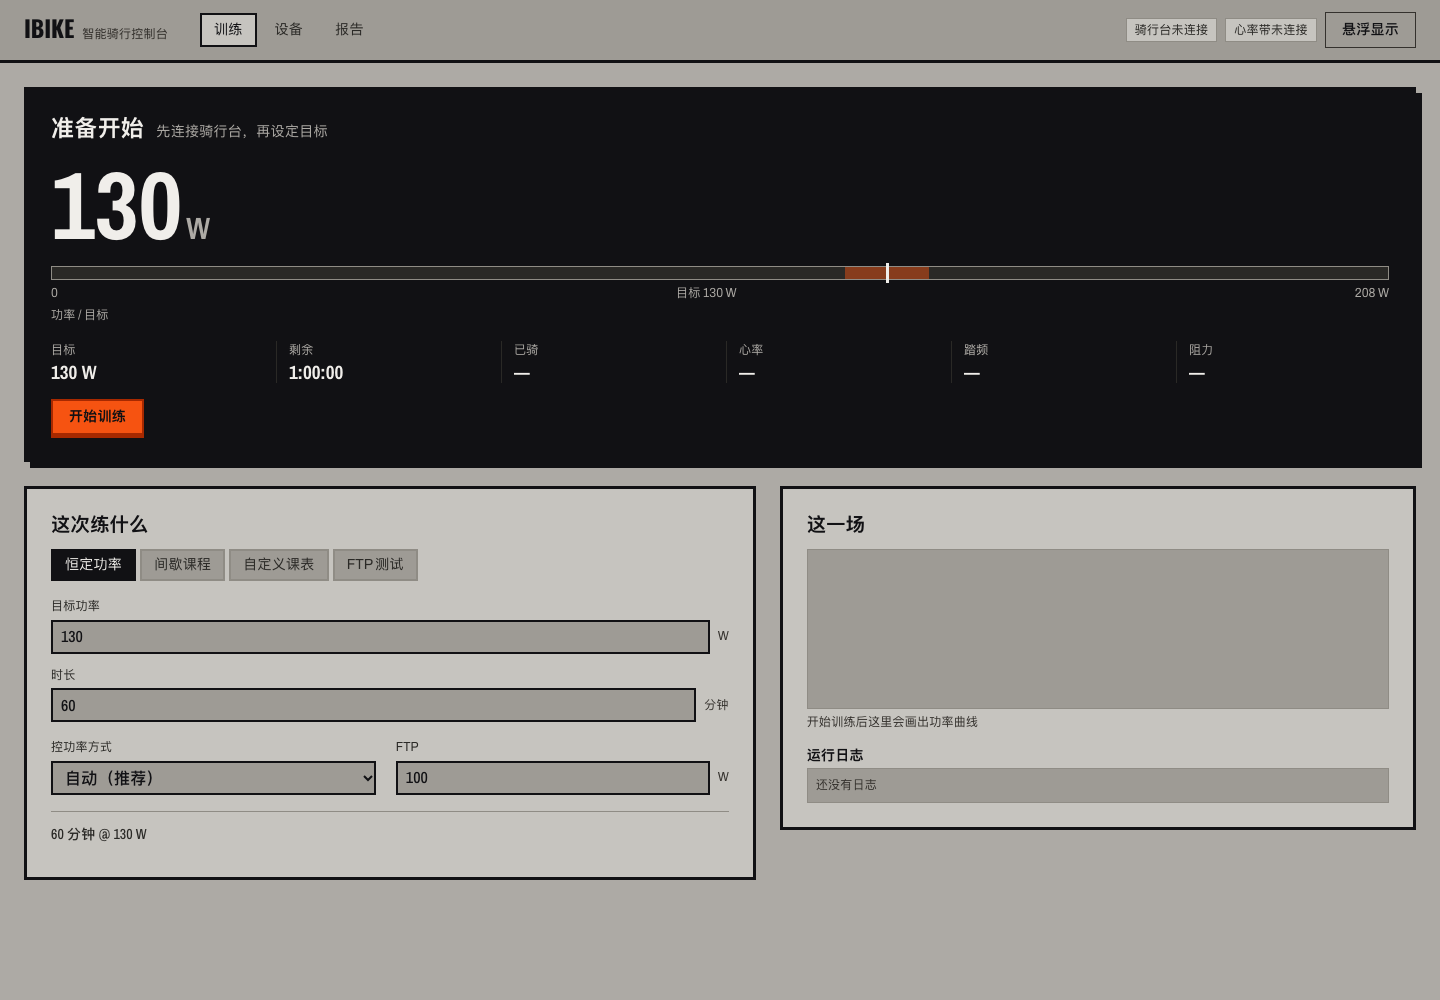 IBIKE 智能骑行控制台 训练 设备 报告 骑行台未连接 心率带未连接 悬浮显示
准备开始 先连接骑行台，再设定目标
130 W
0 目标 130 W 208 W
功率 / 目标
目标 剩余 已骑 心率 踏频 阻力
130 W 1:00:00 — — — —
开始训练
这次练什么
恒定功率 间歇课程 自定义课表 FTP 测试
目标功率
130 W
时长
60 分钟
控功率方式 FTP
自动（推荐） 100 W
60 分钟 @ 130 W
这一场
开始训练后这里会画出功率曲线
运行日志
还没有日志